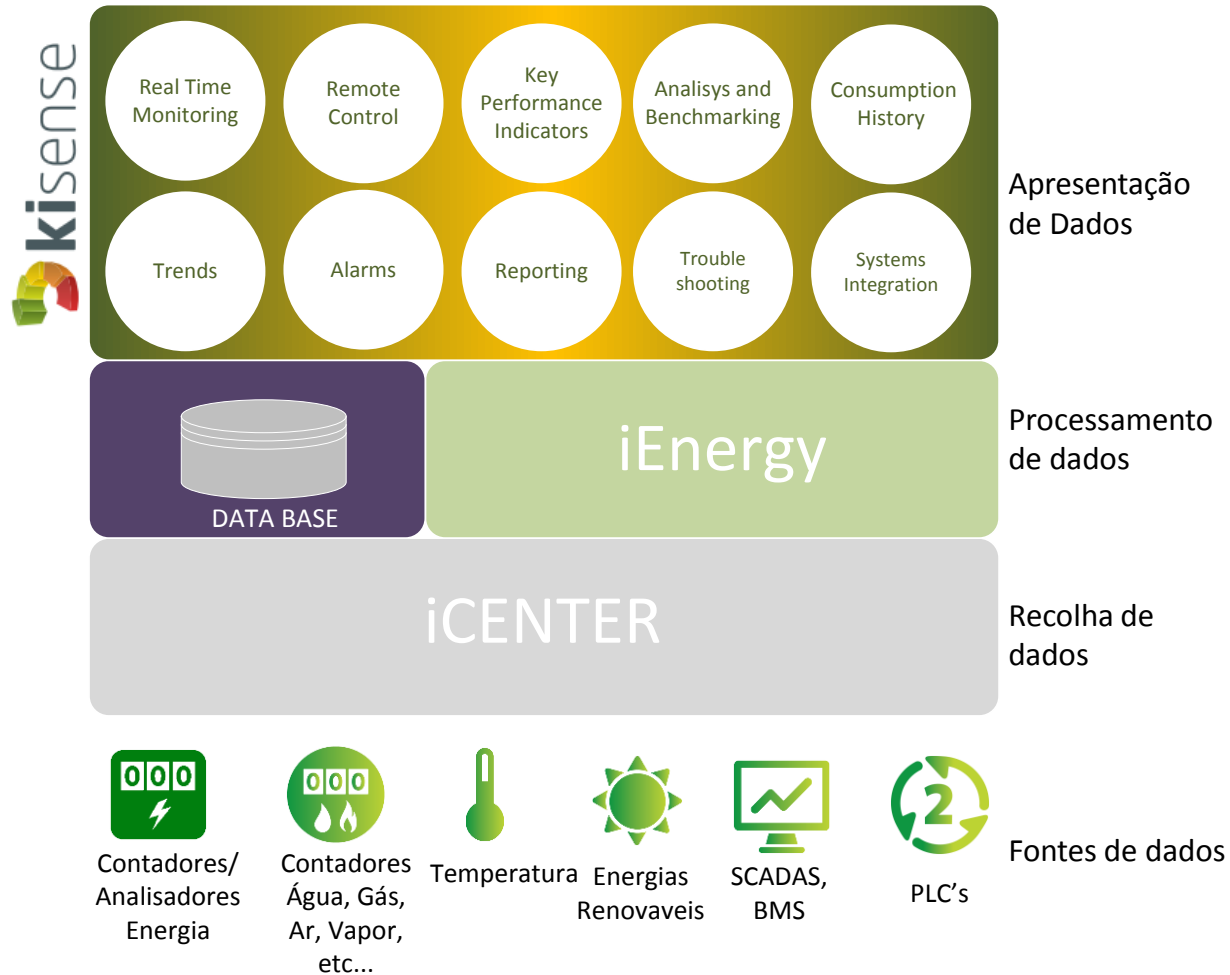 kisense
Real Time
Monitoring
Remote
Control
Key
Performance
Indicators
Analisys and
Benchmarking
Consumption
History
Trends
Alarms
Reporting
Trouble
shooting
Systems
Integration
Apresentação
de Dados
DATA BASE
iEnergy
Processamento
de dados
iCENTER
Recolha de
dados
000
000
2
Contadores/
Analisadores
Energia
Contadores
Água, Gás,
Ar, Vapor,
etc...
Temperatura
Energias
Renovaveis
SCADAS,
BMS
PLC’s
Fontes de dados